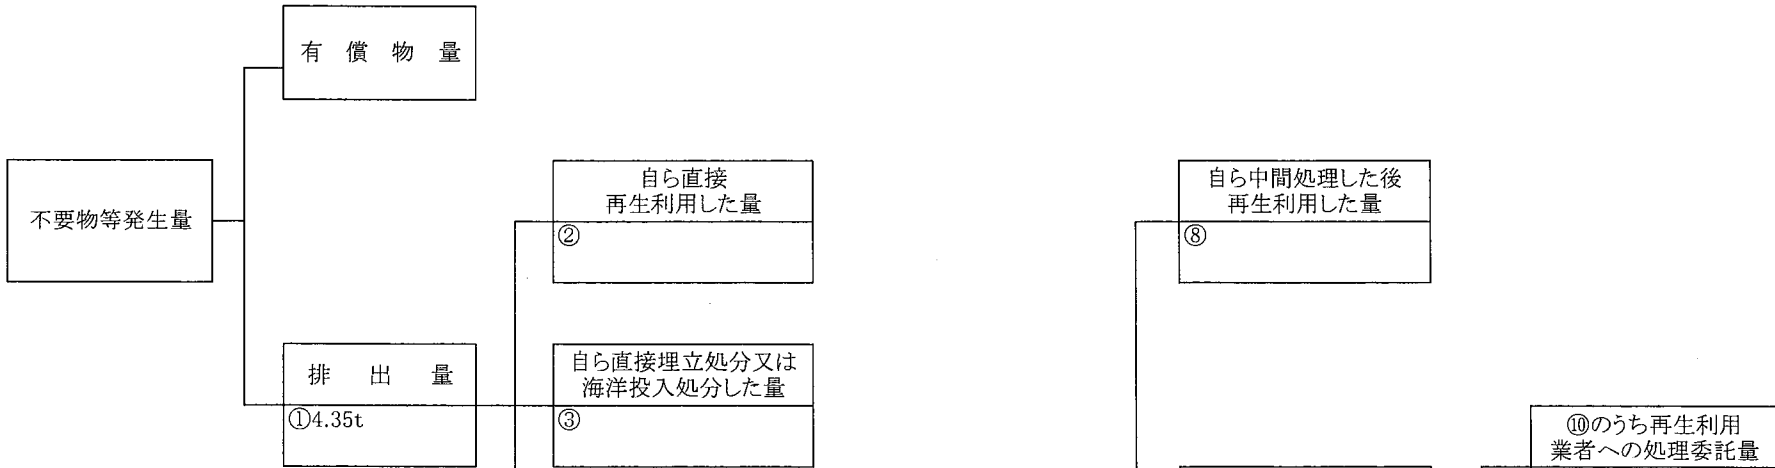 有償物量
不要物等発生量
自ら直接
再生利用した量
②
自ら中間処理した後
再生利用した量
⑧
排出量
①4.35t
自ら直接埋立処分又は
海洋投入処分した量
③
⑩のうち再生利用
業者への処理委託量